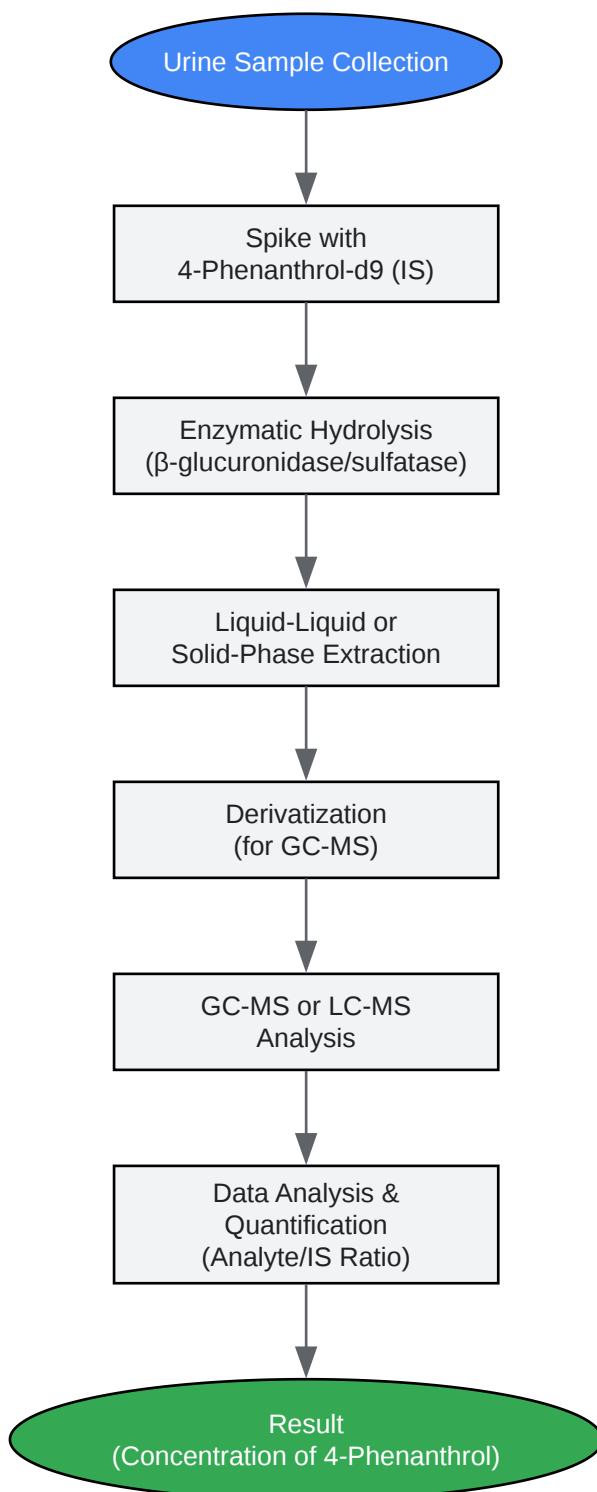 Urine Sample Collection
Spike with
4-Phenanthrol-d9 (IS)
Enzymatic Hydrolysis
(β-glucuronidase/sulfatase)
Liquid-Liquid or
Solid-Phase Extraction
Derivatization
(for GC-MS)
GC-MS or LC-MS
Analysis
Data Analysis &
Quantification
(Analyte/IS Ratio)
Result
(Concentration of 4-Phenanthrol)